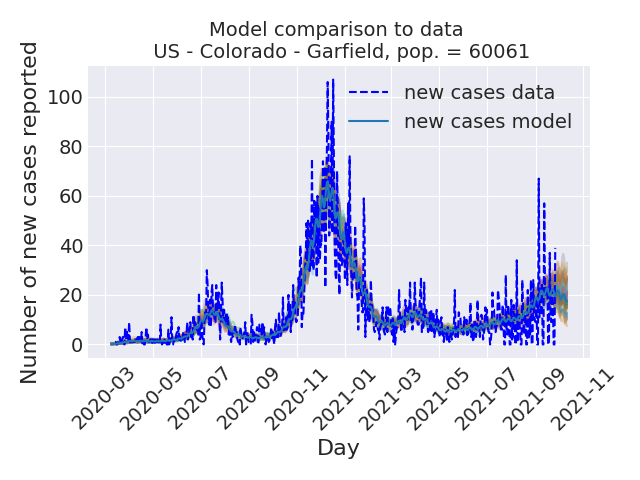 Model comparison to data
US - Colorado - Garfield, pop. = 60061
Number of new cases reported
100
80
60
40
20
0
new cases data
new cases model
2020-03
2020-05
2020-07
2020-09
2020-11
2021-01
2021-03
2021-05
2021-07
2021-09
2021-11
Day